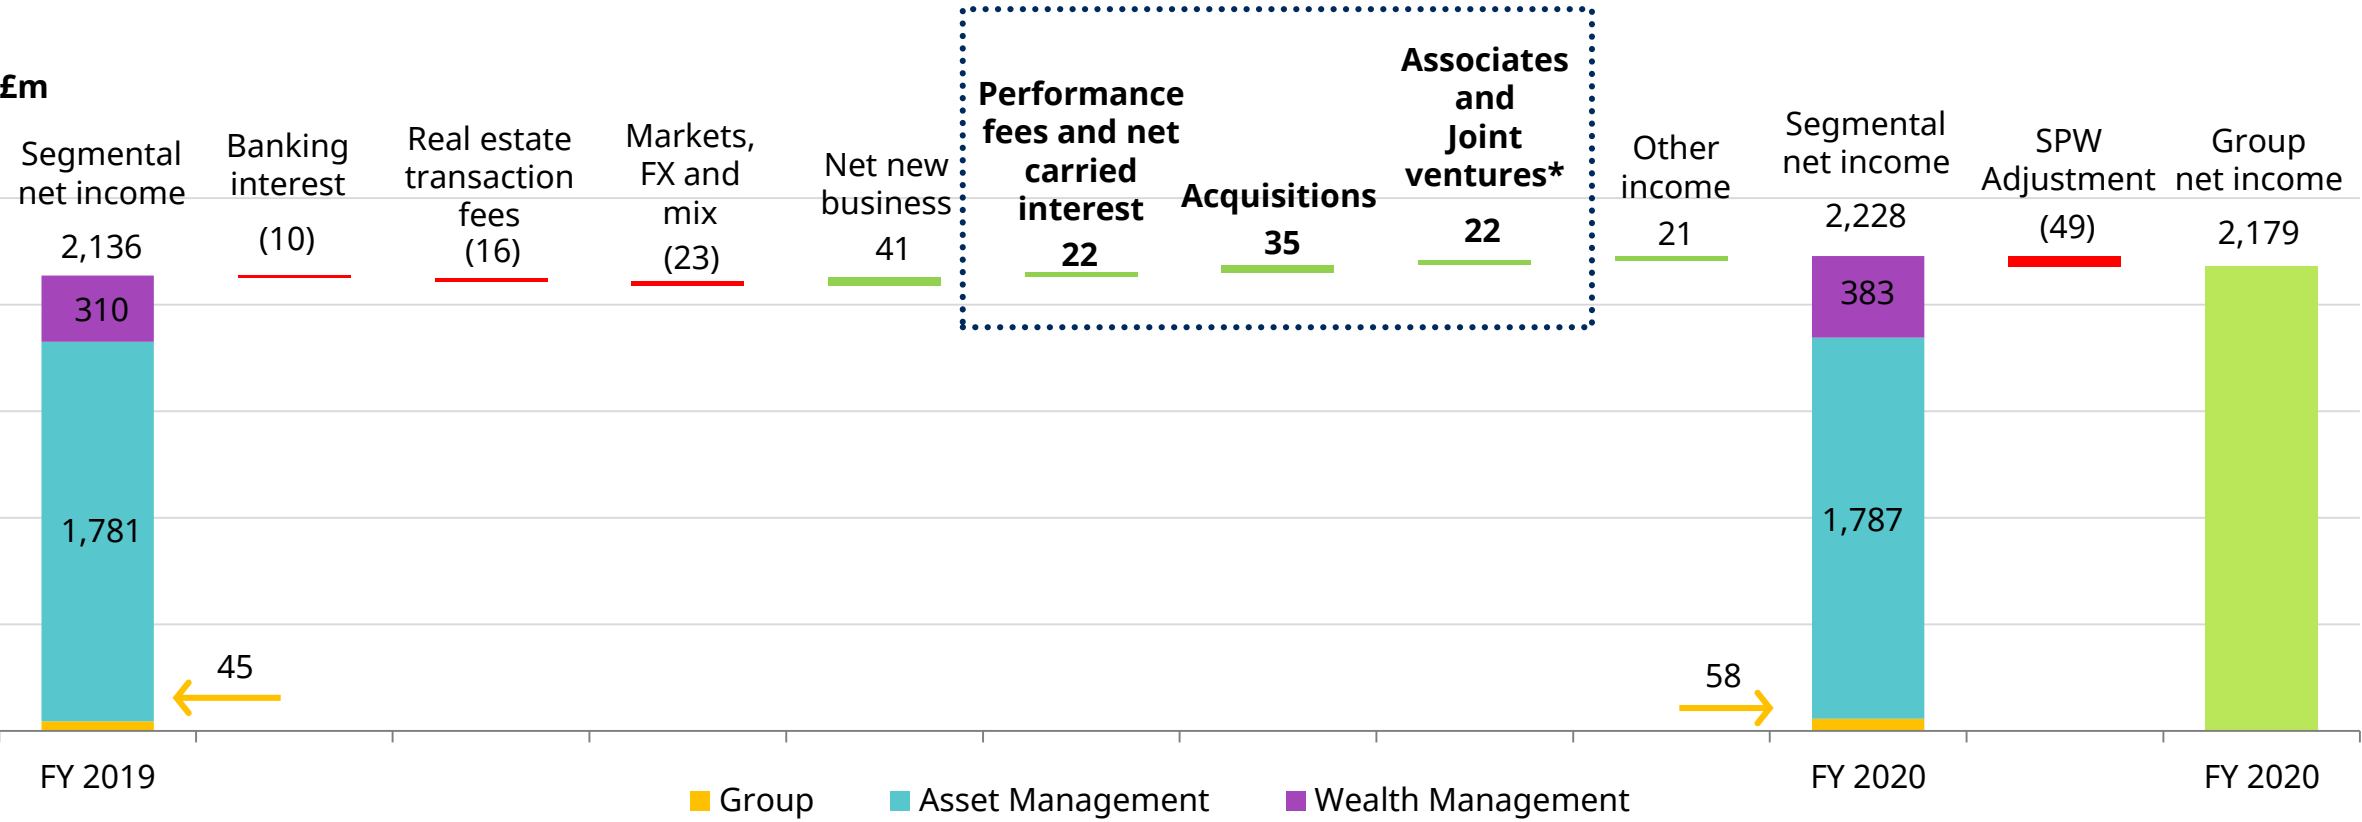 £m
Segmental
net income
2,136
310
1,781
45
FY 2019
Banking
interest
(10)
Real estate
transaction
fees
(16)
Markets,
FX and
mix
(23)
Net new
business
41
Performance
fees and net
carried
interest
22
Acquisitions
35
Associates
and
Joint
ventures*
22
Other
income
21
Segmental
net income
2,228
383
1,787
58
FY 2020
SPW
Adjustment
(49)
Group
net income
2,179
FY 2020
Group
Asset Management
Wealth Management